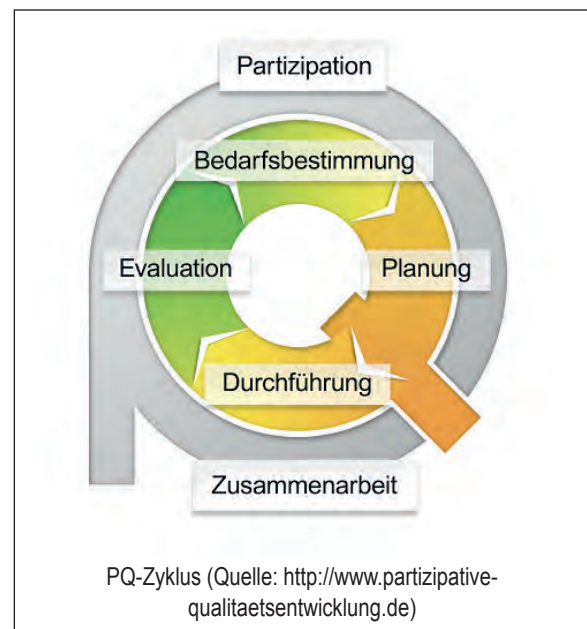 Partizipation
Bedarfsbestimmung
Evaluation
Planung
Durchführung
Zusammenarbeit
PQ-Zyklus (Quelle: http://www.partizipative-
qualitaetsentwicklung.de)